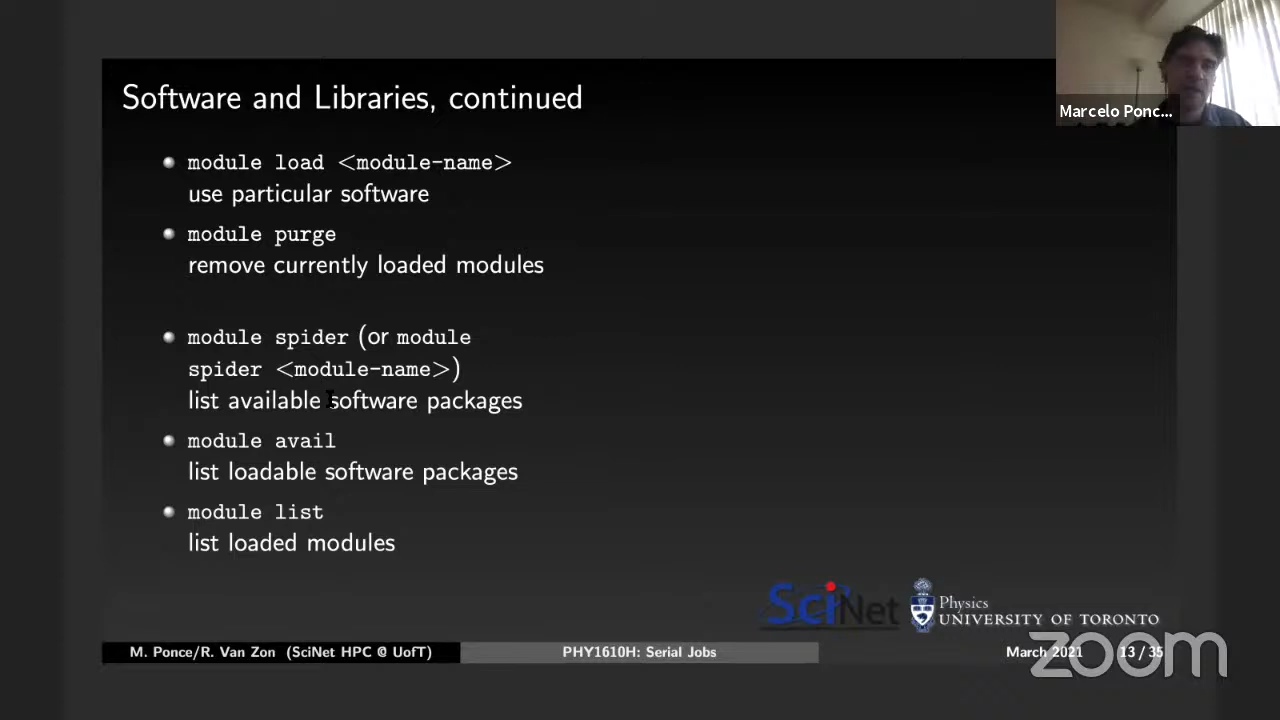 Software and Libraries, continued
Marcelo Ponc...
module load <module-name>
use particular software
module purge
remove currently loaded modules
module spider (or module
spider <module-name>)
list available software packages
module avail
list loadable software packages
module list
list loaded modules
SciNet
Physics
UNIVERSITY OF TORONTO
M. Ponce/R. Van Zon (SciNet HPC @ UofT)
PHY1610H: Serial Jobs
March 2021
13 / 35
zoom